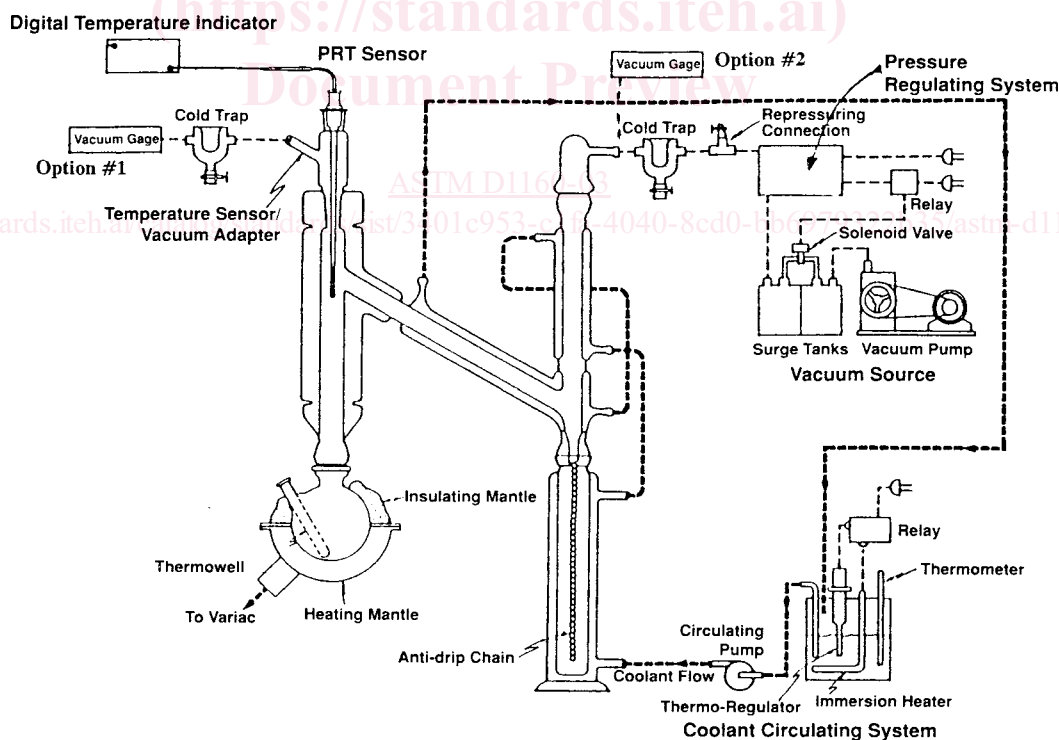 (https://standards.iteh.ai)
Document Preview
Digital Temperature Indicator
PRT Sensor
Vacuum Gage
Option #2
Pressure
Regulating System
Cold Trap
Vacuum Gage
Option #1
Cold Trap
Repressuring
Connection
ASTM D1160-03
Relay
Temperature Sensor/
Vacuum Adapter
Solenoid Valve
Surge Tanks
Vacuum Pump
Vacuum Source
Insulating Mantle
Thermowell
To Variac
Heating Mantle
Relay
Thermometer
Anti-drip Chain
Circulating
Pump
Coolant Flow
Thermo-Regulator
Immersion Heater
Coolant Circulating System